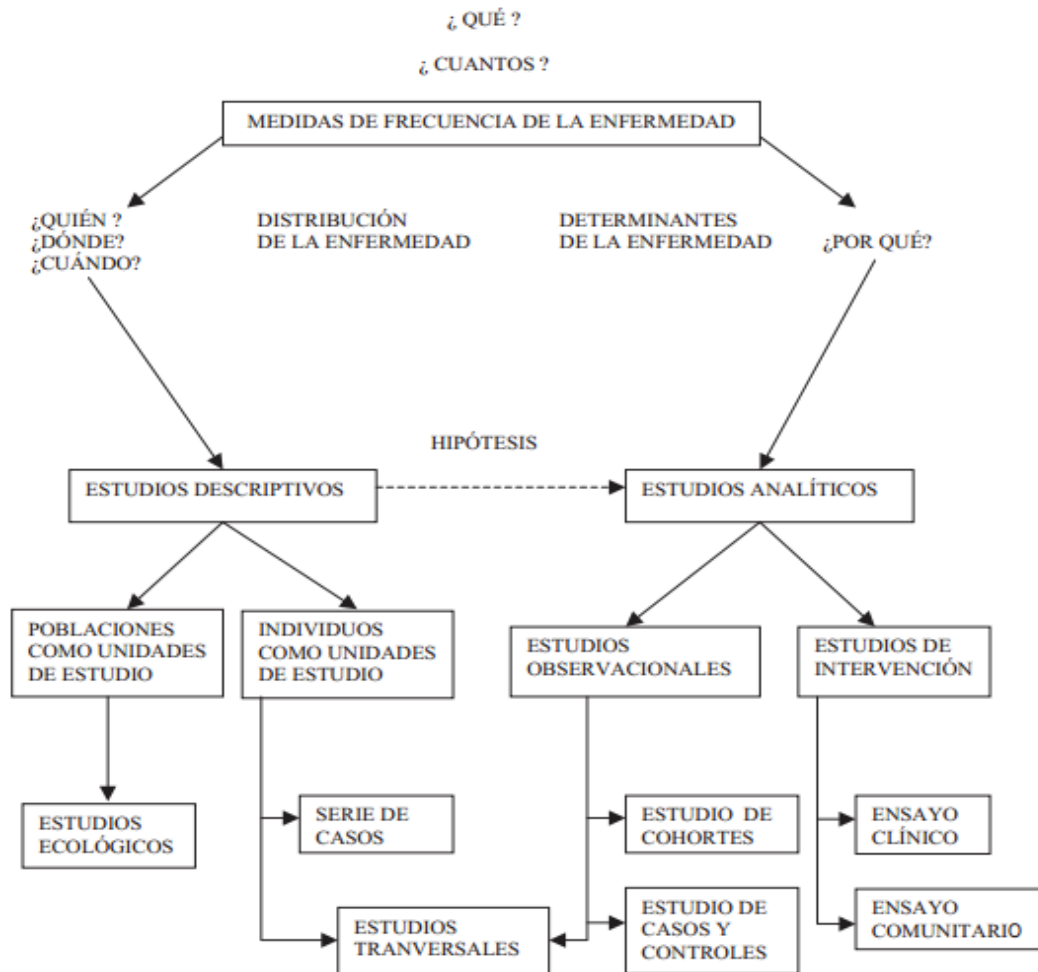 ¿ QUÉ ?
¿ CUANTOS ?
MEDIDAS DE FRECUENCIA DE LA ENFERMEDAD
¿QUIÉN ?
¿DÓNDE?
¿CUÁNDO?
DISTRIBUCIÓN
DE LA ENFERMEDAD
DETERMINANTES
DE LA ENFERMEDAD
¿POR QUÉ?
HIPÓTESIS
ESTUDIOS DESCRIPTIVOS
ESTUDIOS ANALÍTICOS
POBLACIONES
COMO UNIDADES
DE ESTUDIO
INDIVIDUOS
COMO UNIDADES
DE ESTUDIO
ESTUDIOS
OBSERVACIONALES
ESTUDIOS DE
INTERVENCIÓN
ESTUDIOS
ECOLÓGICOS
SERIE DE
CASOS
ESTUDIO DE
COHORTES
ENSAYO
CLÍNICO
ESTUDIOS
TRANVERSALES
ESTUDIO DE
CASOS Y
CONTROLES
ENSAYO
COMUNITARIO